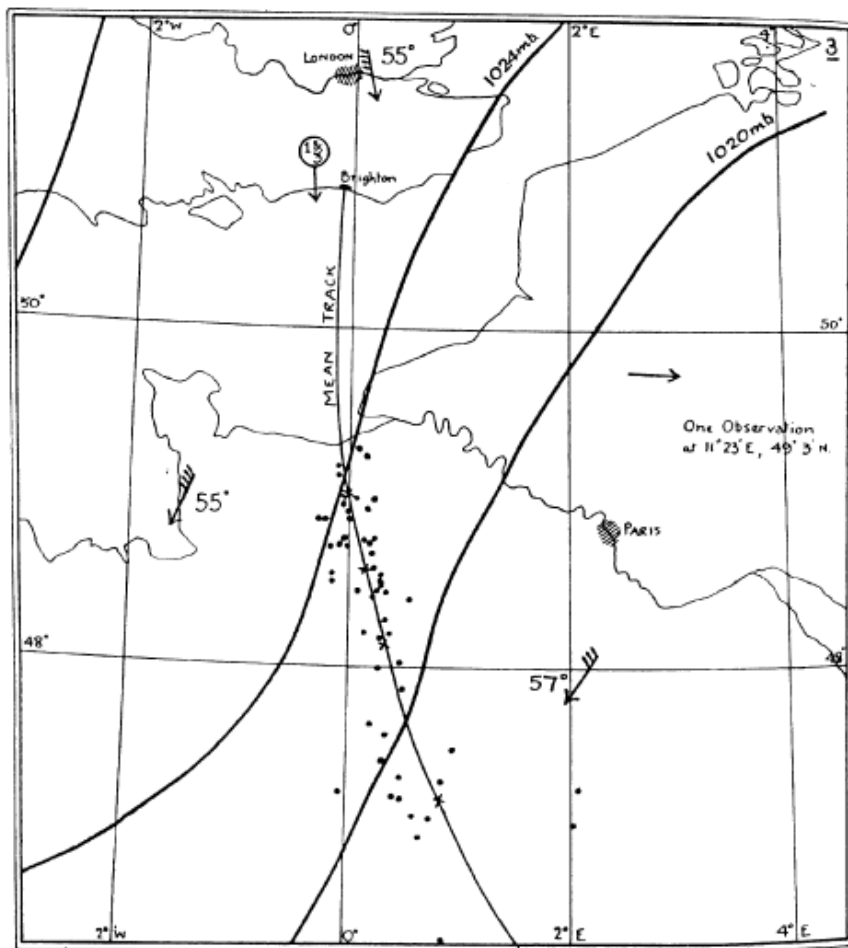 2°W
0°
2°E
4°
3
LONDON
55°
1024mb
1020mb
Brighton
MEAN TRACK
50°
50°
One Observation
at 11°23'E, 49°3'N.
55°
PARIS
48°
48°
57°
2°W
0°
2°E
4°E